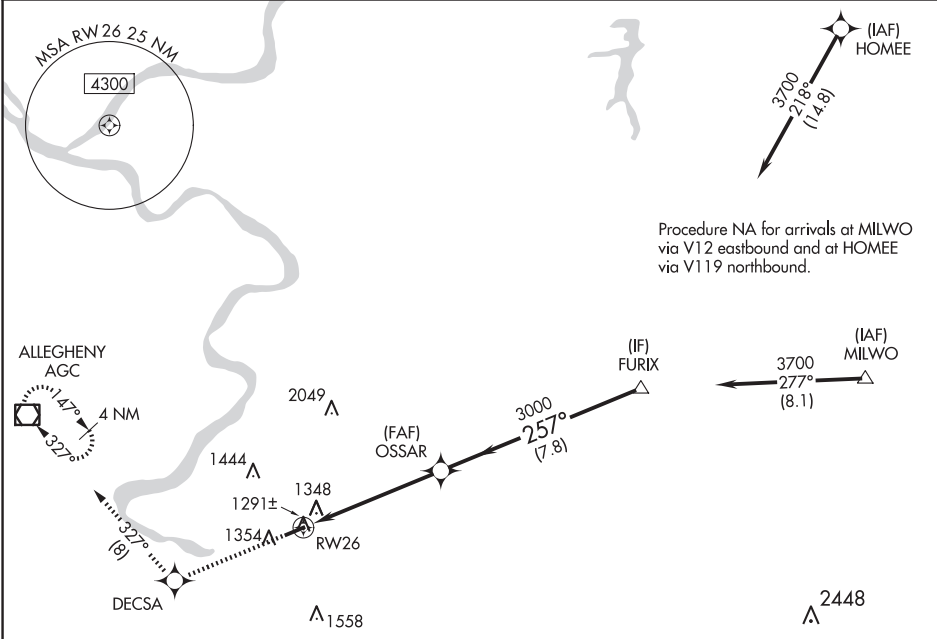 MSA RW26 25 NM
4300
(IAF)
HOMEE
3700
218°
(14.8)
Procedure NA for arrivals at MILWO
via V12 eastbound and at HOMEE
via V119 northbound.
ALLEGHENY
AGC
147°
4 NM
327°
(IF)
FURIX
(IAF)
MILWO
3700
277°
(8.1)
2049
3000
257°
(7.8)
(FAF)
OSSAR
1444
1348
1291±
1354
RW26
327°
(8)
DECSA
1558
2448